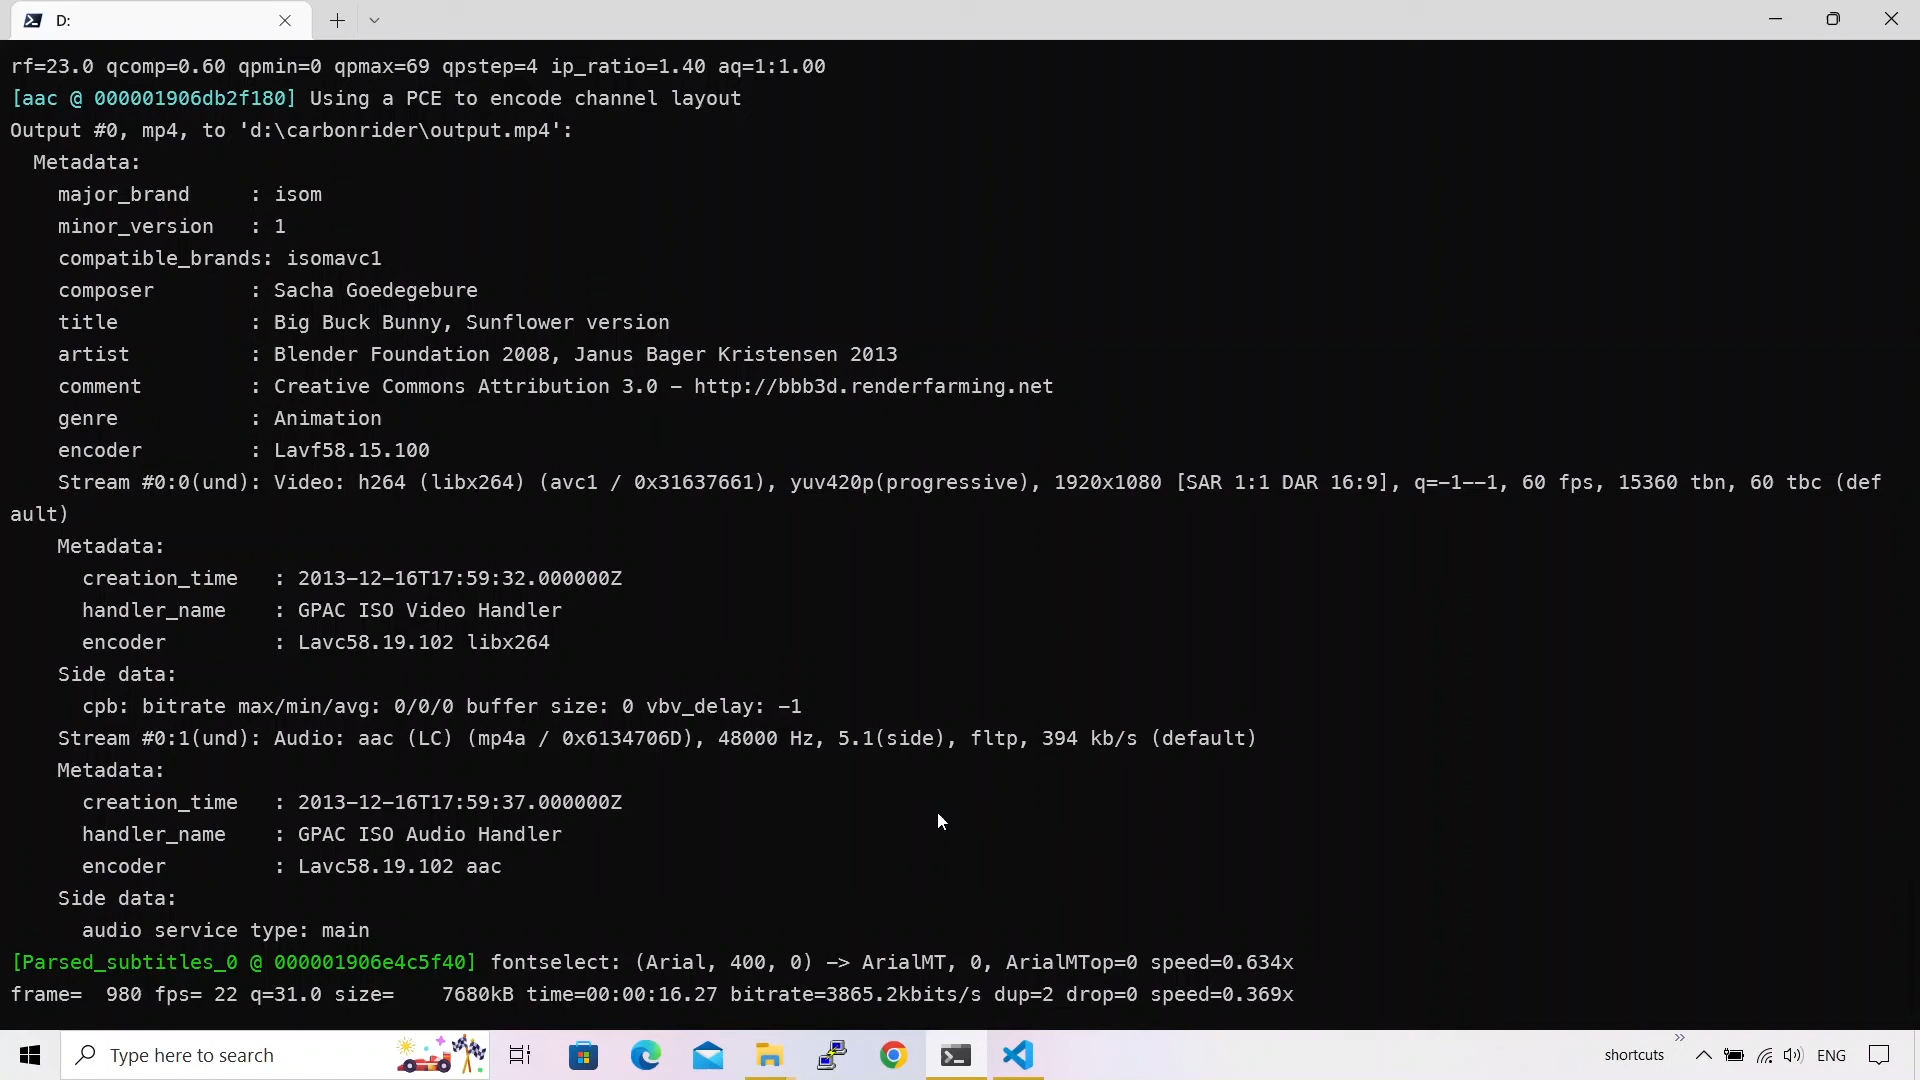 D:
rf=23.0 qcomp=0.60 qpmin=0 qpmax=69 qpstep=4 ip_ratio=1.40 aq=1:1.00
[aac @ 000001906db2f180] Using a PCE to encode channel layout
Output #0, mp4, to 'd:\carbonrider\output.mp4':
  Metadata:
    major_brand     : isom
    minor_version   : 1
    compatible_brands: isomavc1
    composer        : Sacha Goedegebure
    title           : Big Buck Bunny, Sunflower version
    artist          : Blender Foundation 2008, Janus Bager Kristensen 2013
    comment         : Creative Commons Attribution 3.0 - http://bbb3d.renderfarming.net
    genre           : Animation
    encoder         : Lavf58.15.100
    Stream #0:0(und): Video: h264 (libx264) (avc1 / 0x31637661), yuv420p(progressive), 1920x1080 [SAR 1:1 DAR 16:9], q=-1--1, 60 fps, 15360 tbn, 60 tbc (def
ault)
    Metadata:
      creation_time   : 2013-12-16T17:59:32.000000Z
      handler_name    : GPAC ISO Video Handler
      encoder         : Lavc58.19.102 libx264
    Side data:
      cpb: bitrate max/min/avg: 0/0/0 buffer size: 0 vbv_delay: -1
    Stream #0:1(und): Audio: aac (LC) (mp4a / 0x6134706D), 48000 Hz, 5.1(side), fltp, 394 kb/s (default)
    Metadata:
      creation_time   : 2013-12-16T17:59:37.000000Z
      handler_name    : GPAC ISO Audio Handler
      encoder         : Lavc58.19.102 aac
    Side data:
      audio service type: main
[Parsed_subtitles_0 @ 000001906e4c5f40] fontselect: (Arial, 400, 0) -> ArialMT, 0, ArialMTop=0 speed=0.634x
frame=  980 fps= 22 q=31.0 size=    7680kB time=00:00:16.27 bitrate=3865.2kbits/s dup=2 drop=0 speed=0.369x
Type here to search
shortcuts
ENG